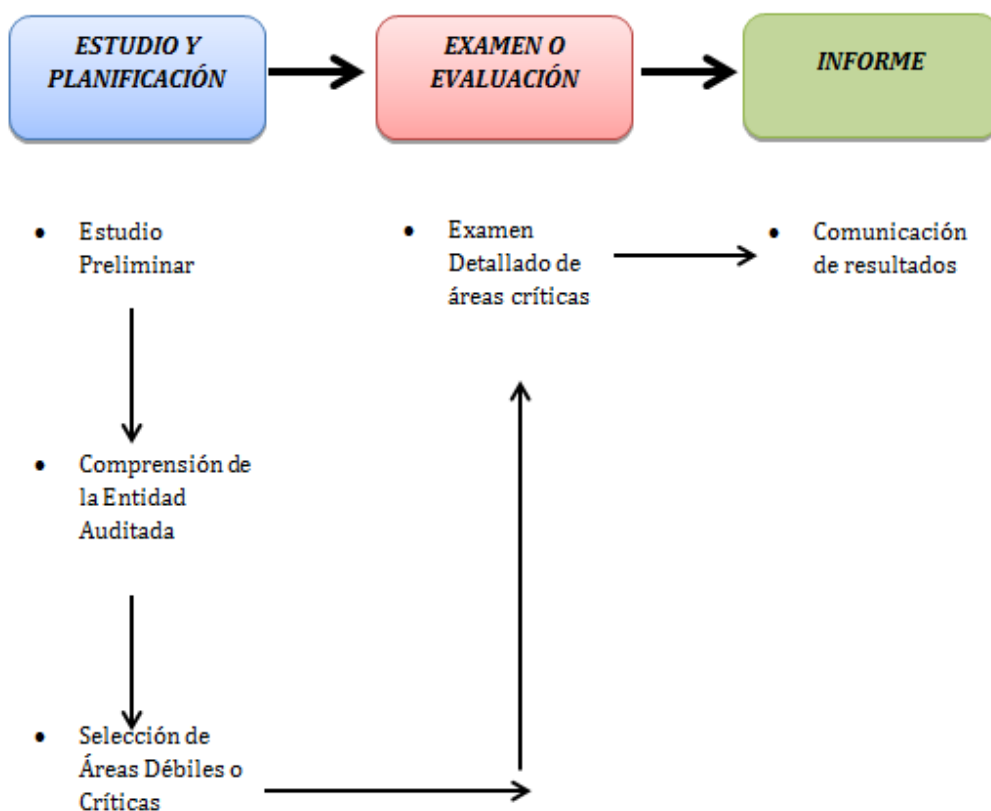 ESTUDIO Y
PLANIFICACIÓN
EXAMEN O
EVALUACIÓN
INFORME
• Estudio
Preliminar
• Comprensión de
la Entidad
Auditada
• Selección de
Áreas Débiles o
Críticas
• Examen
Detallado de
áreas críticas
• Comunicación
de resultados